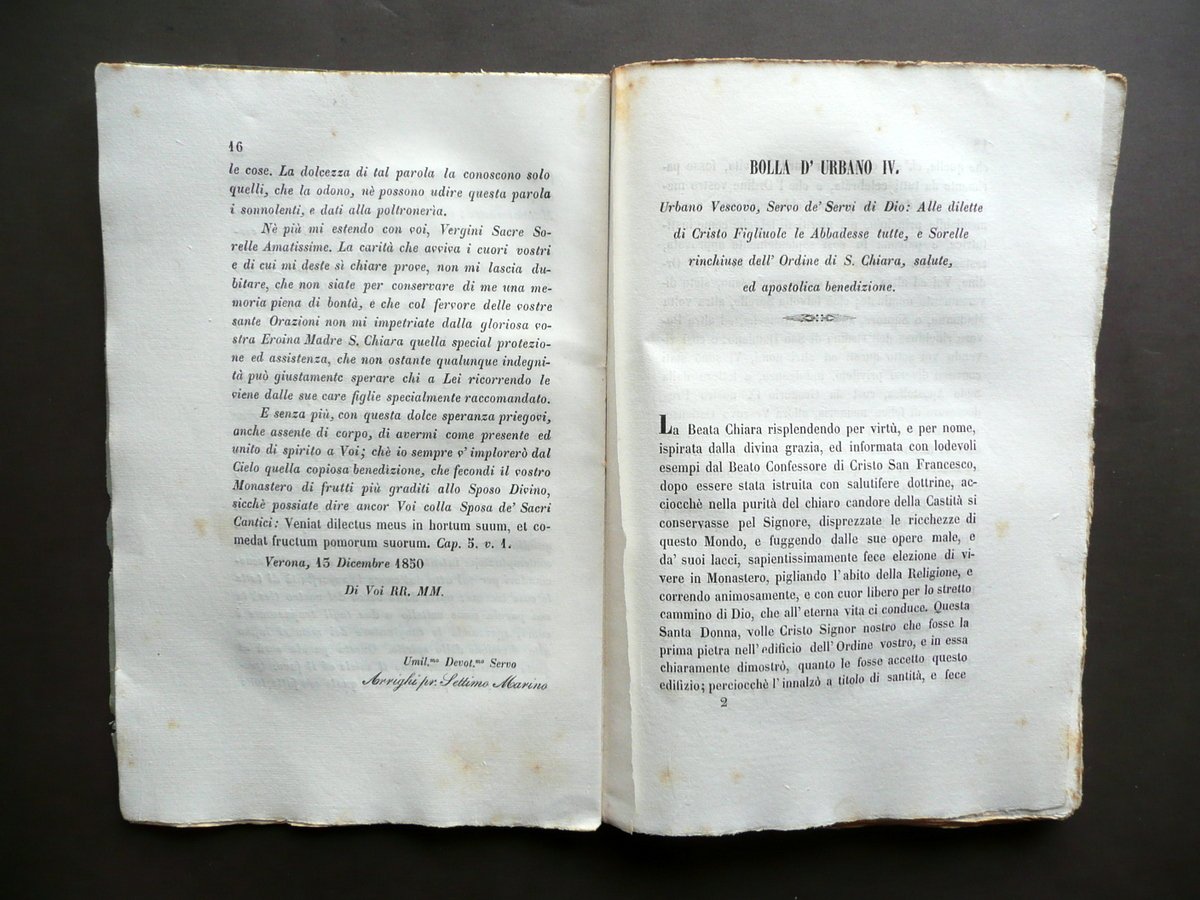 16
le cose. La dolcezza di tal parola la conoscono solo
quelli, che la odono, nè possono udire questa parola
i sonnolenti, e dati alla poltronerìa.
Nè più mi estendo con voi, Vergini Sacre So-
relle Amatissime. La carità che avviva i cuori vostri
e di cui mi deste sì chiare prove, non mi lascia du-
bitare, che non siate per conservare di me una me-
moria piena di bontà, e che col fervore delle vostre
sante Orazioni non mi impetriate dalla gloriosa vo-
stra Eroina Madre S. Chiara quella special protezio-
ne ed assistenza, che non ostante qualunque indegni-
tà può giustamente sperare chi a Lei ricorrendo le
viene dalle sue care figlie specialmente raccomandato.
E senza più, con questa dolce speranza priegovi,
anche assente di corpo, di avermi come presente ed
unito di spirito a Voi; chè io sempre v' implorerò dal
Cielo quella copiosa benedizione, che fecondi il vostro
Monastero di frutti più graditi allo Sposo Divino,
sicchè possiate dire ancor Voi colla Sposa de' Sacri
Cantici: Veniat dilectus meus in hortum suum, et co-
medat fructum pomorum suorum. Cap. 5. v. 1.
Verona, 13 Dicembre 1850
Di Voi RR. MM.
Umil.mo Devot.mo Servo
Arrighi pr. Settimo Marino
BOLLA D' URBANO IV.
Urbano Vescovo, Servo de' Servi di Dio: Alle dilette
di Cristo Figliuole le Abbadesse tutte, e Sorelle
rinchiuse dell' Ordine di S. Chiara, salute,
ed apostolica benedizione.
La Beata Chiara risplendendo per virtù, e per nome,
ispirata dalla divina grazia, ed informata con lodevoli
esempi dal Beato Confessore di Cristo San Francesco,
dopo essere stata istruita con salutifere dottrine, ac-
ciocchè nella purità del chiaro candore della Castità si
conservasse pel Signore, disprezzate le ricchezze di
questo Mondo, e fuggendo dalle sue opere male, e
da' suoi lacci, sapientissimamente fece elezione di vi-
vere in Monastero, pigliando l' abito della Religione, e
correndo animosamente, e con cuor libero per lo stretto
cammino di Dio, che all' eterna vita ci conduce. Questa
Santa Donna, volle Cristo Signor nostro che fosse la
prima pietra nell' edificio dell' Ordine vostro, e in essa
chiaramente dimostrò, quanto le fosse accetto questo
edifizio; perciocchè l' innalzò a titolo di santità, e fece
2